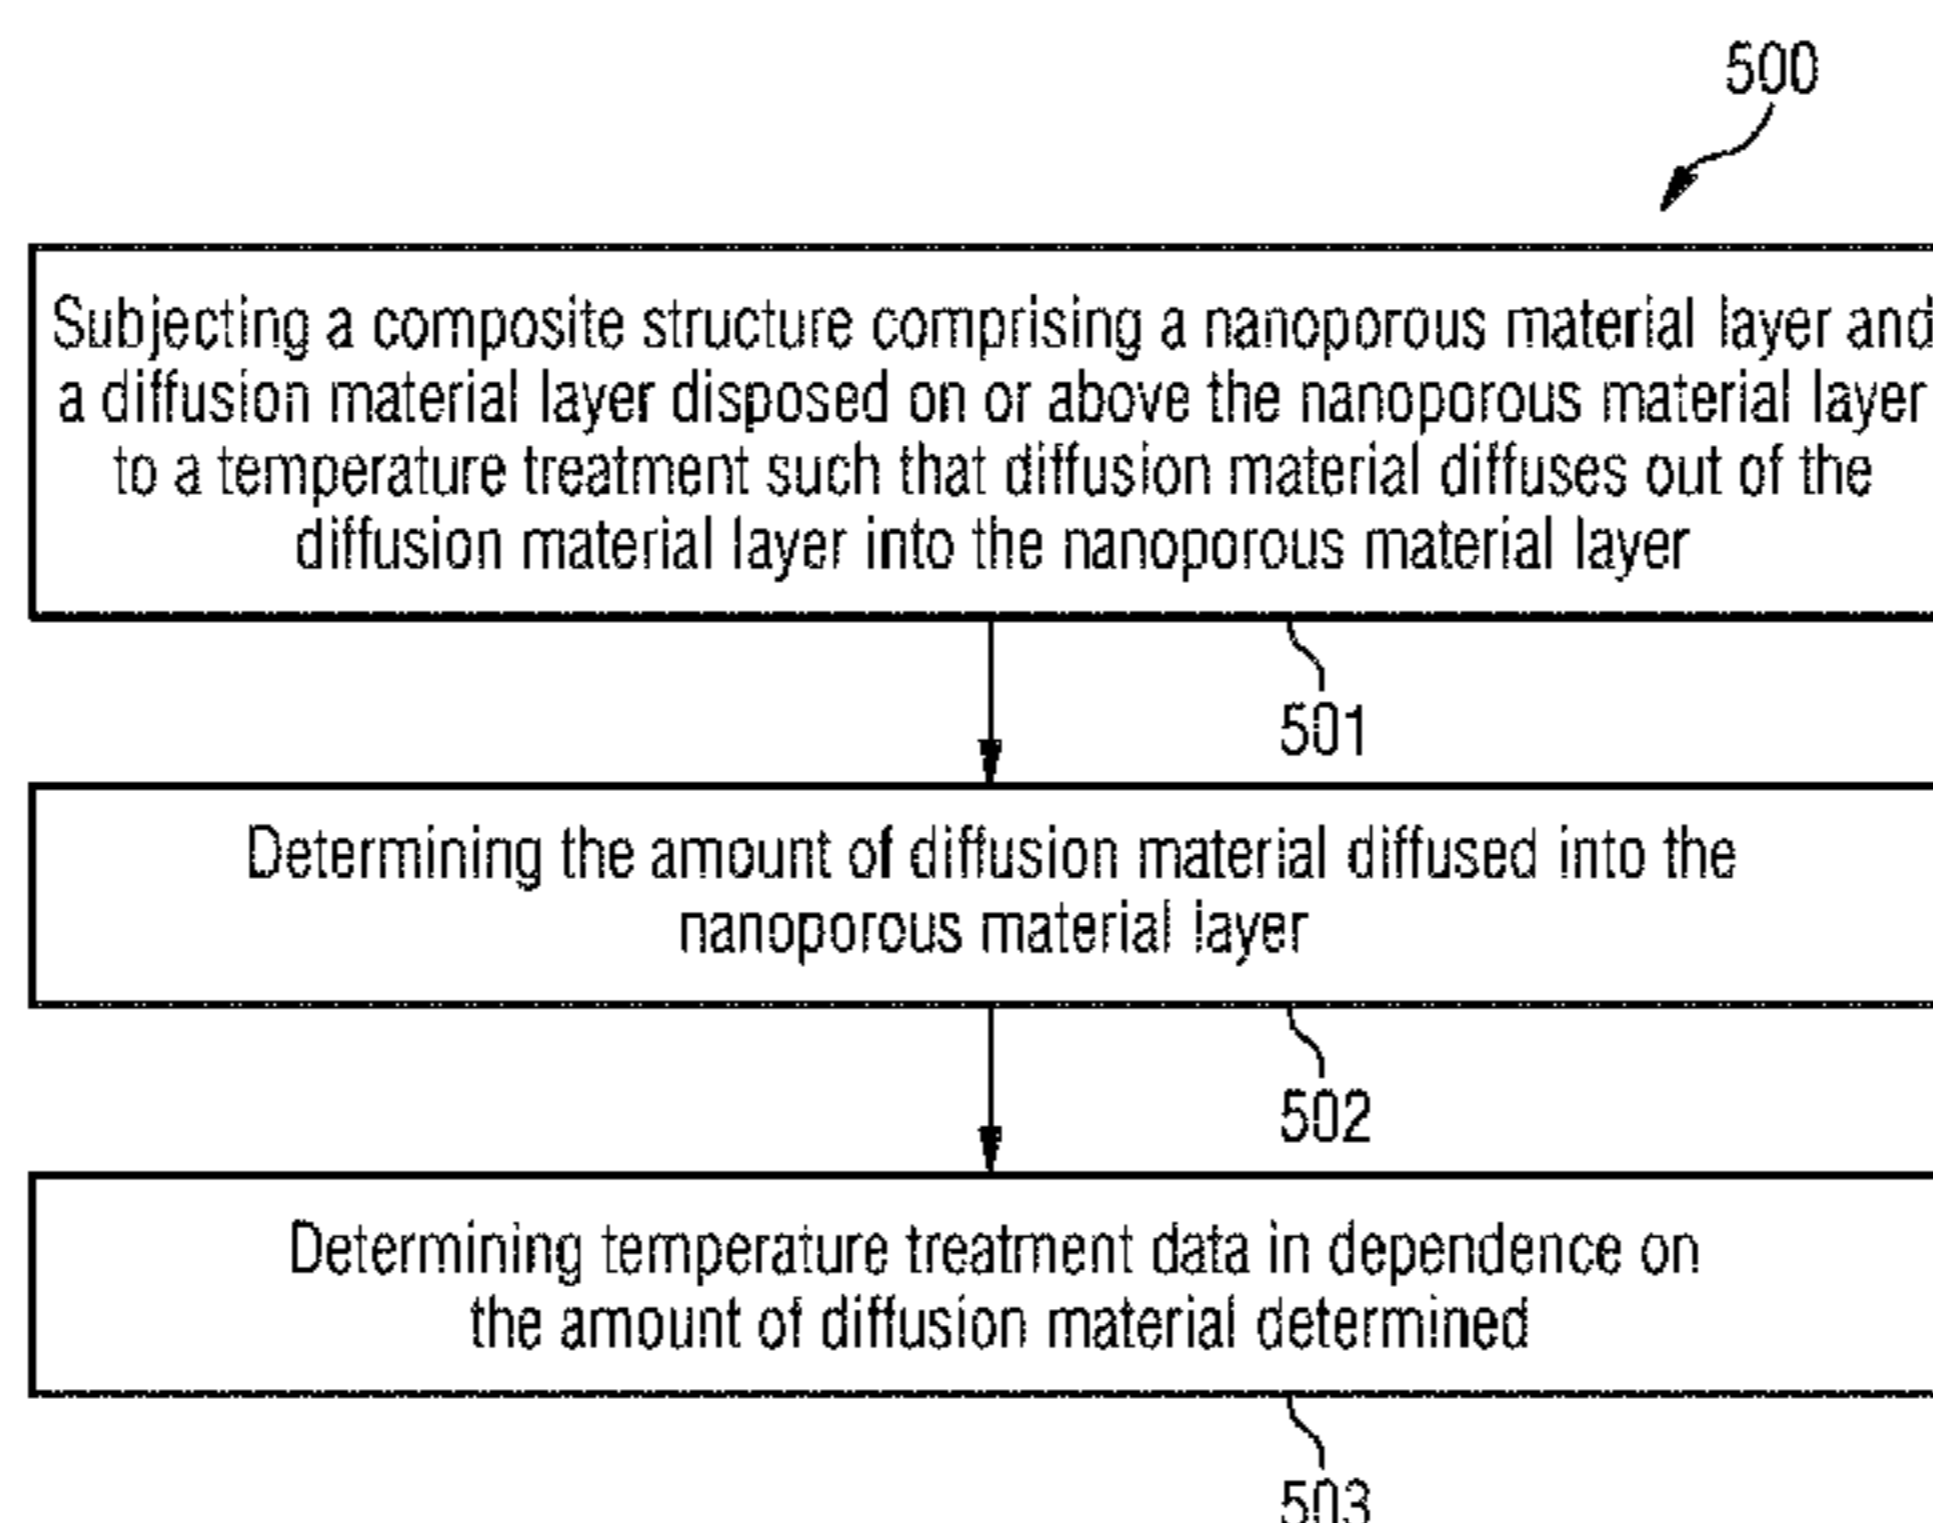 500
Subjecting a composite structure comprising a nanoporous material layer and
a diffusion material layer disposed on or above the nanoporous material layer
to a temperature treatment such that diffusion material diffuses out of the
diffusion material layer into the nanoporous material layer
501
Determining the amount of diffusion material diffused into the
nanoporous material layer
502
Determining temperature treatment data in dependence on
the amount of diffusion material determined
503